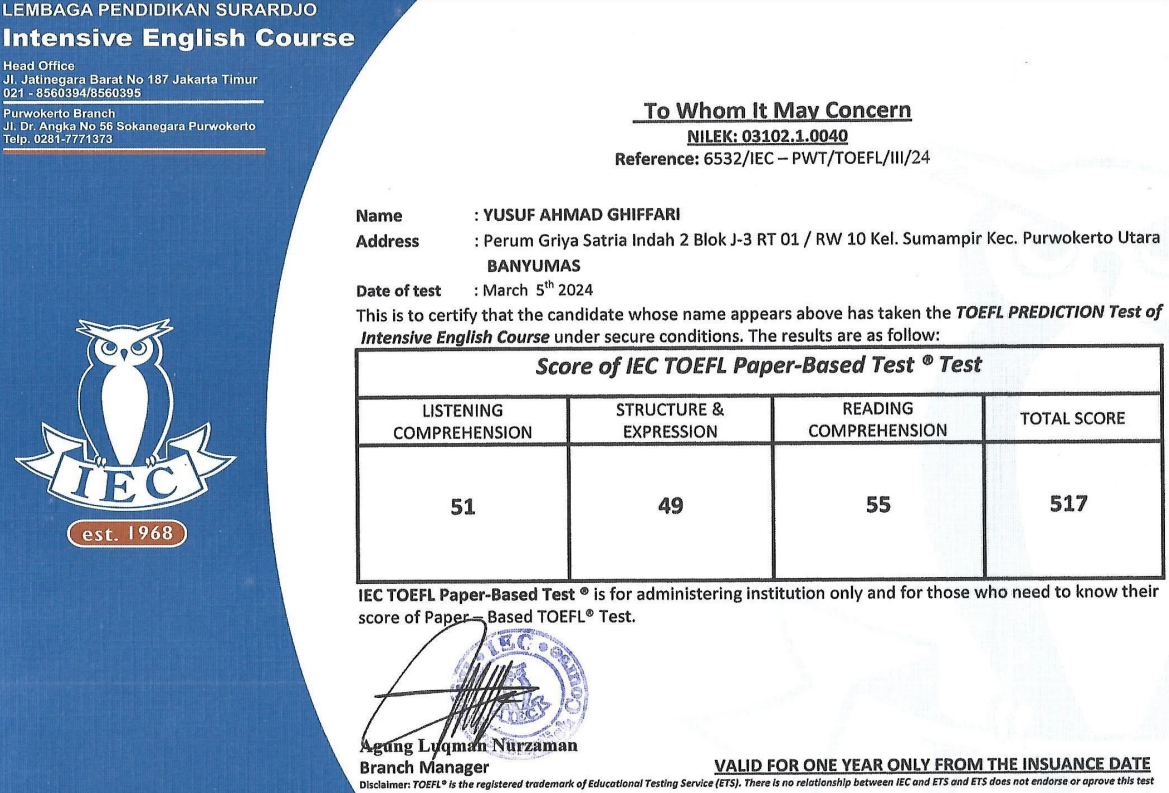 LEMBAGA PENDIDIKAN SURARDJO
Intensive English Course
Head Office
Jl. Jatinegara Barat No 187 Jakarta Timur
021 - 8560394/8560395
Purwokerto Branch
Jl. Dr. Angka No 56 Sokanegara Purwokerto
Telp. 0281-7771373
IEC
est. 1968
To Whom It May Concern
NILEK: 03102.1.0040
Reference: 6532/IEC – PWT/TOEFL/III/24
Name : YUSUF AHMAD GHIFFARI
Address : Perum Griya Satria Indah 2 Blok J-3 RT 01 / RW 10 Kel. Sumampir Kec. Purwokerto Utara
BANYUMAS
Date of test : March 5th 2024
This is to certify that the candidate whose name appears above has taken the TOEFL PREDICTION Test of
Intensive English Course under secure conditions. The results are as follow:
Score of IEC TOEFL Paper-Based Test ® Test
LISTENING COMPREHENSION STRUCTURE & EXPRESSION READING COMPREHENSION TOTAL SCORE
51 49 55 517
IEC TOEFL Paper-Based Test ® is for administering institution only and for those who need to know their
score of Paper – Based TOEFL® Test.
IEC
IEC
Agung Luqman Nurzaman
Branch Manager
VALID FOR ONE YEAR ONLY FROM THE INSUANCE DATE
Disclaimer: TOEFL® is the registered trademark of Educational Testing Service (ETS). There is no relationship between IEC and ETS and ETS does not endorse or aprove this test